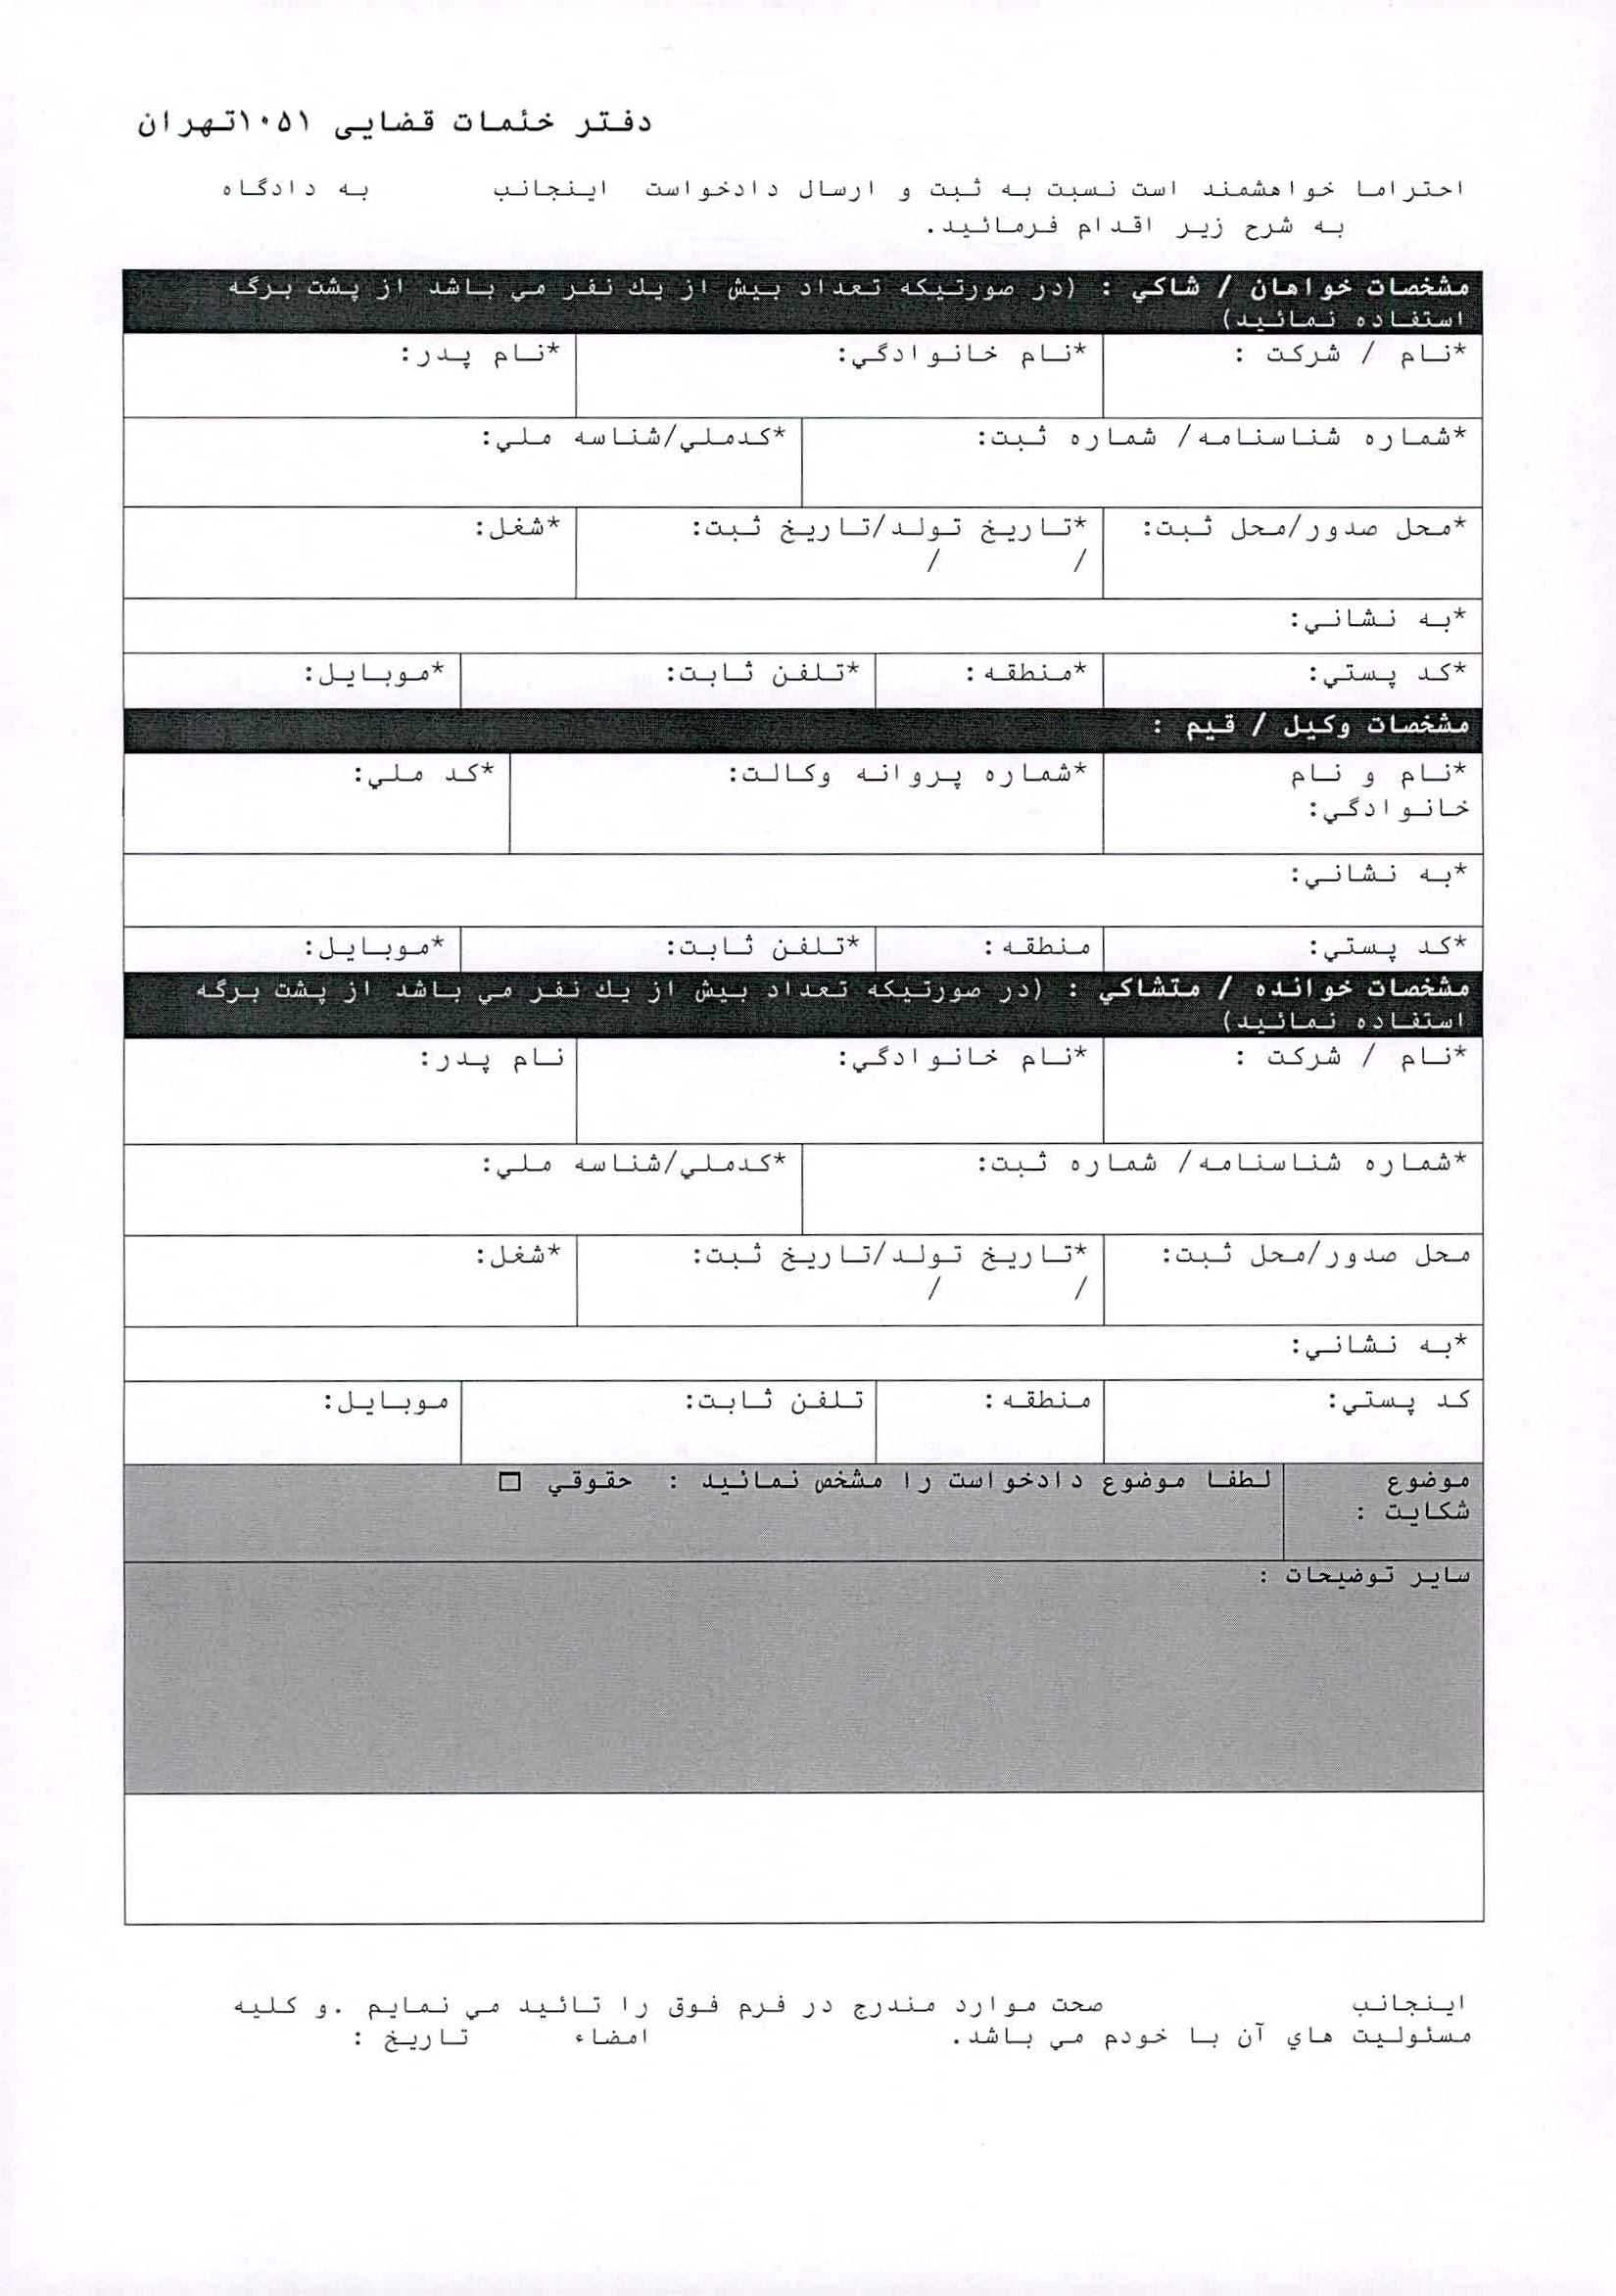 دفتر خئمات قضایی ۱۰۵۱تهران
احتراما خواهشمند است نسبت به ثبت و ارسال دادخواست اینجانب به دادگاه
به شرح زیر اقدام فرمائید.
مشخصات خواهان / شاكي : (در صورتيكه تعداد بيش از يك نفر مي باشد از پشت برگه
استفاده نمائيد)
*نام / شركت : *نام خانوادگي: *نام پدر:
*شماره شناسنامه/ شماره ثبت: *كدملي/شناسه ملي:
*محل صدور/محل ثبت: *تاريخ تولد/تاريخ ثبت: *شغل:
/ /
*به نشاني:
*كد پستي: *منطقه: *تلفن ثابت: *موبايل:
مشخصات وكيل / قيم :
*نام و نام *شماره پروانه وكالت: *كد ملي:
خانوادگي:
*به نشاني:
*كد پستي: منطقه: *تلفن ثابت: *موبايل:
مشخصات خوانده / متشاكي : (در صورتيكه تعداد بيش از يك نفر مي باشد از پشت برگه
استفاده نمائيد)
*نام / شركت : *نام خانوادگي: نام پدر:
*شماره شناسنامه/ شماره ثبت: *كدملي/شناسه ملي:
محل صدور/محل ثبت: *تاريخ تولد/تاريخ ثبت: *شغل:
/ /
*به نشاني:
كد پستي: منطقه: تلفن ثابت: موبايل:
موضوع لطفا موضوع دادخواست را مشخص نمائيد : حقوقي □
شكايت :
ساير توضيحات :
اينجانب صحت موارد مندرج در فرم فوق را تائيد مي نمايم .و كليه
مسئوليت هاي آن با خودم مي باشد. امضاء تاريخ :